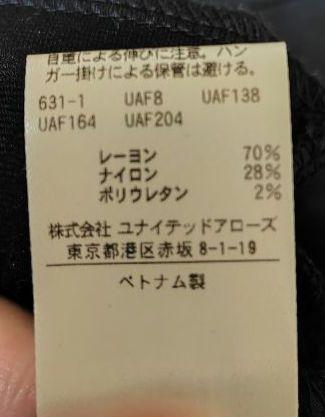 自重による伸びに注意。ハン
ガー掛けによる保管は避ける。
631-1 UAF8 UAF138
UAF164 UAF204
レーヨン 70%
ナイロン 28%
ポリウレタン 2%
株式会社 ユナイテッドアローズ
東京都港区赤坂 8-1-19
ベトナム製